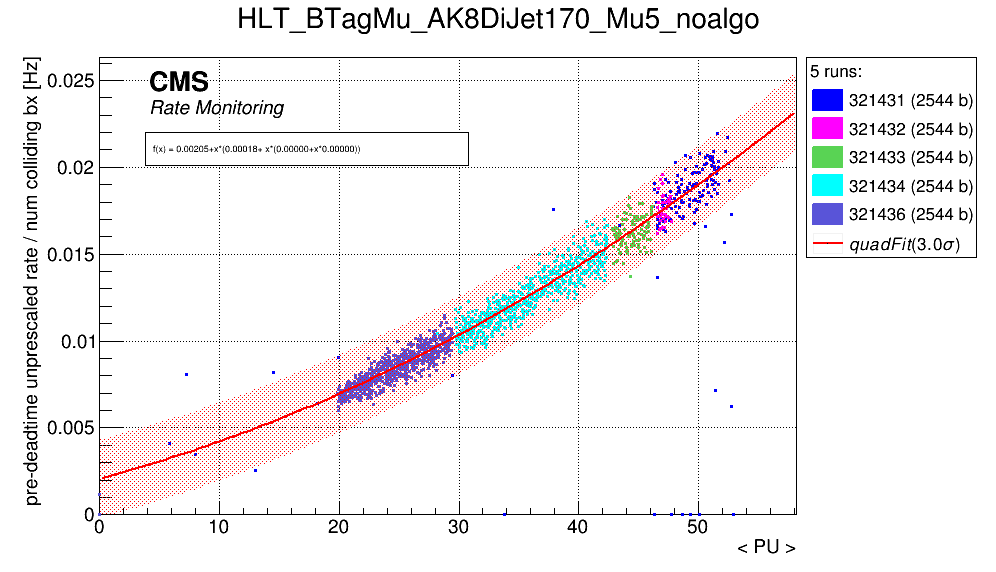 HLT_BTagMu_AK8DiJet170_Mu5_noalgo
pre-deadtime unprescaled rate / num colliding bx [Hz]
0.025
0.02
0.015
0.01
0.005
0
CMS
Rate Monitoring
f(x) = 0.00205+x*(0.00018+ x*(0.00000+x*0.00000))
0 10 20 30 40 50
< PU >
5 runs:
321431 (2544 b)
321432 (2544 b)
321433 (2544 b)
321434 (2544 b)
321436 (2544 b)
quadFit(3.0σ)